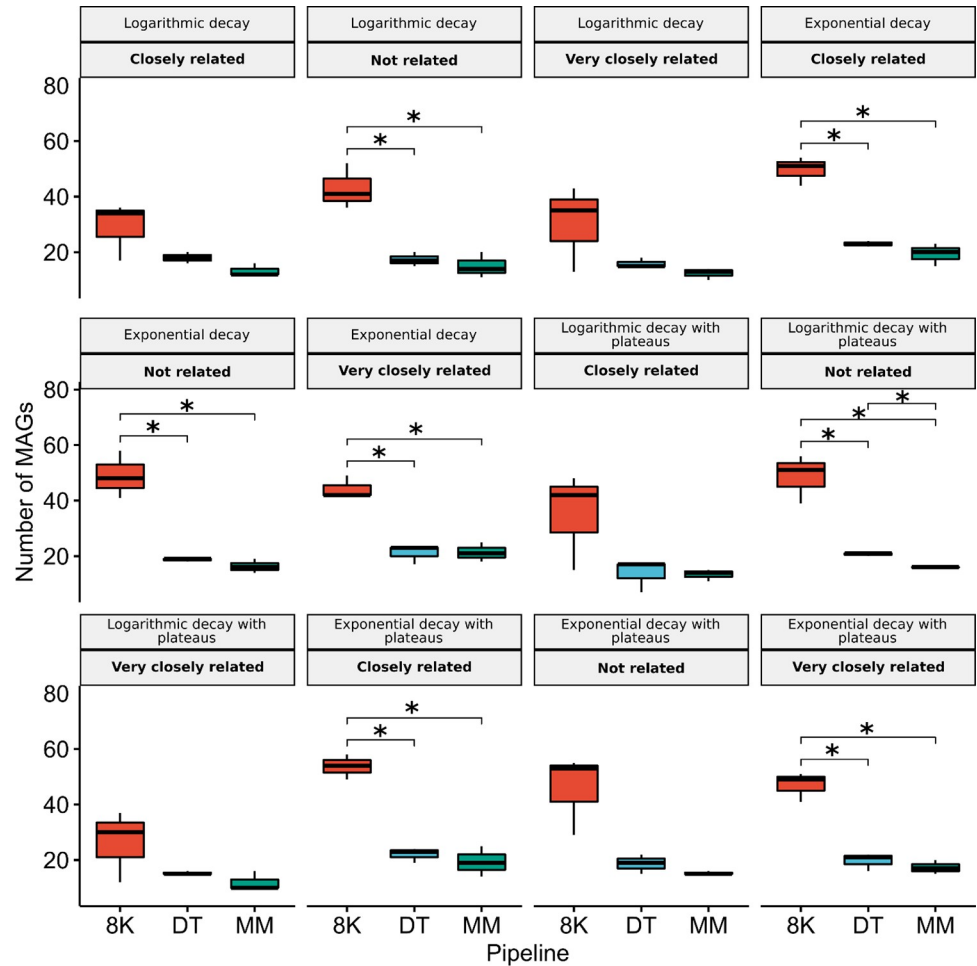 Logarithmic decay
Closely related
Logarithmic decay
Not related
Logarithmic decay
Very closely related
Exponential decay
Closely related
80
60
40
20
*
*
*
*
Exponential decay
Not related
Exponential decay
Very closely related
Logarithmic decay with
plateaus
Closely related
Logarithmic decay with
plateaus
Not related
Number of MAGs
80
60
40
20
*
*
*
*
*
*
*
Logarithmic decay with
plateaus
Very closely related
Exponential decay with
plateaus
Closely related
Exponential decay with
plateaus
Not related
Exponential decay with
plateaus
Very closely related
80
60
40
20
*
*
*
*
8K DT MM
8K DT MM
8K DT MM
8K DT MM
Pipeline